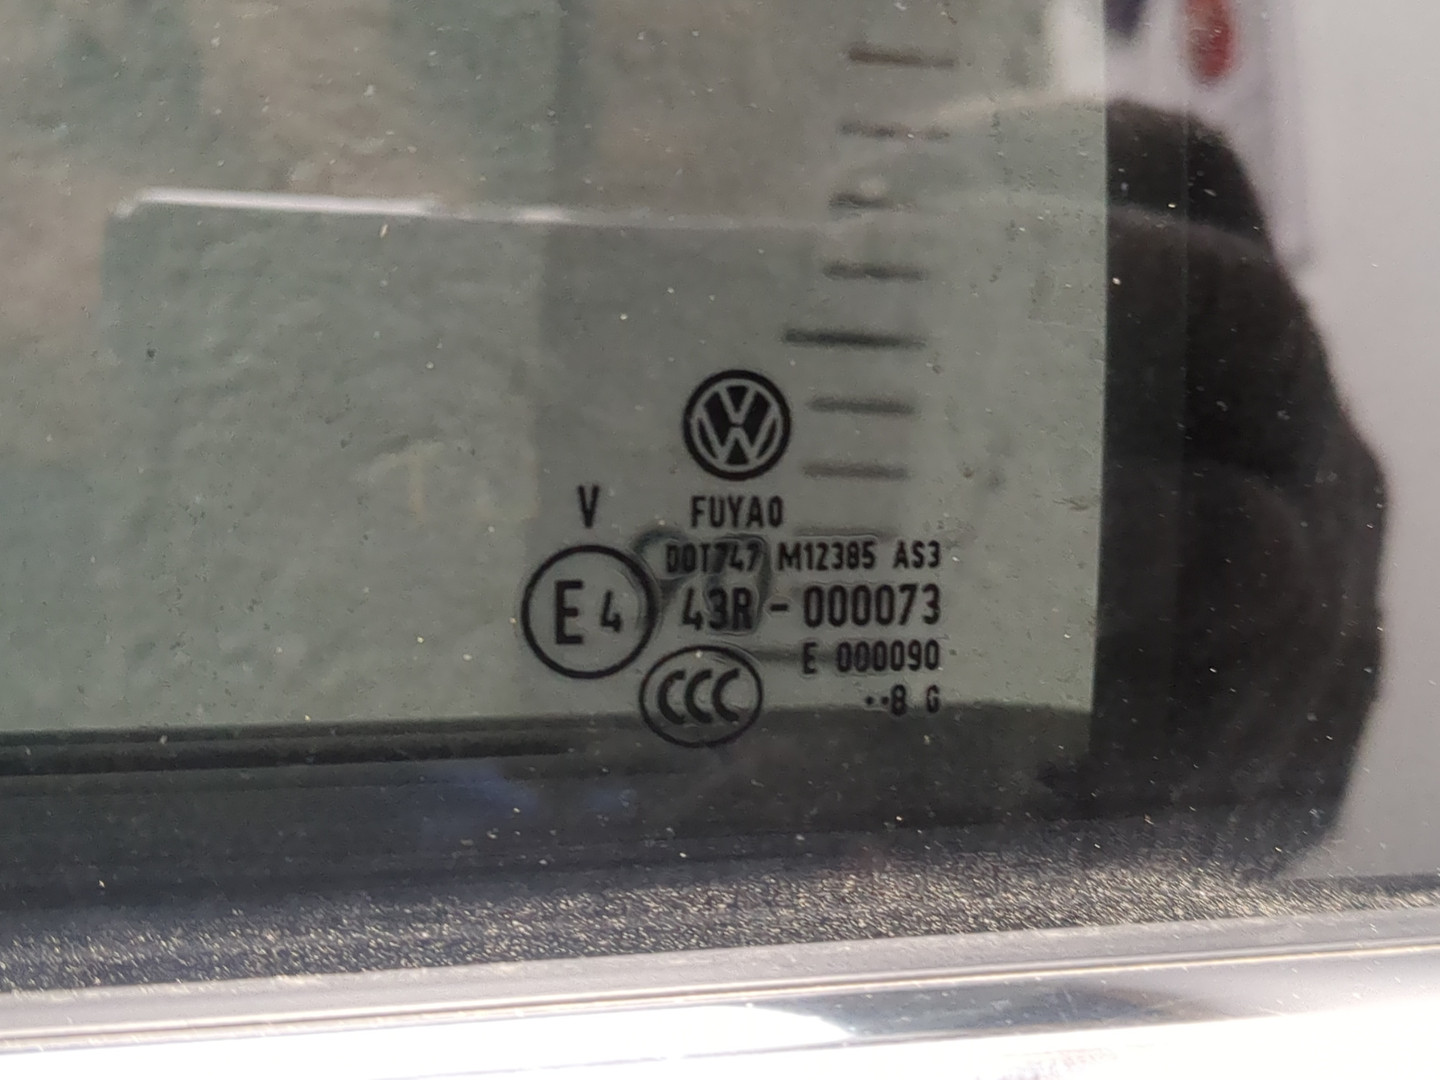 V FUYAO
DOT747 M12385 AS3
E4 43R-000073
E 000090
CCC ··8 G